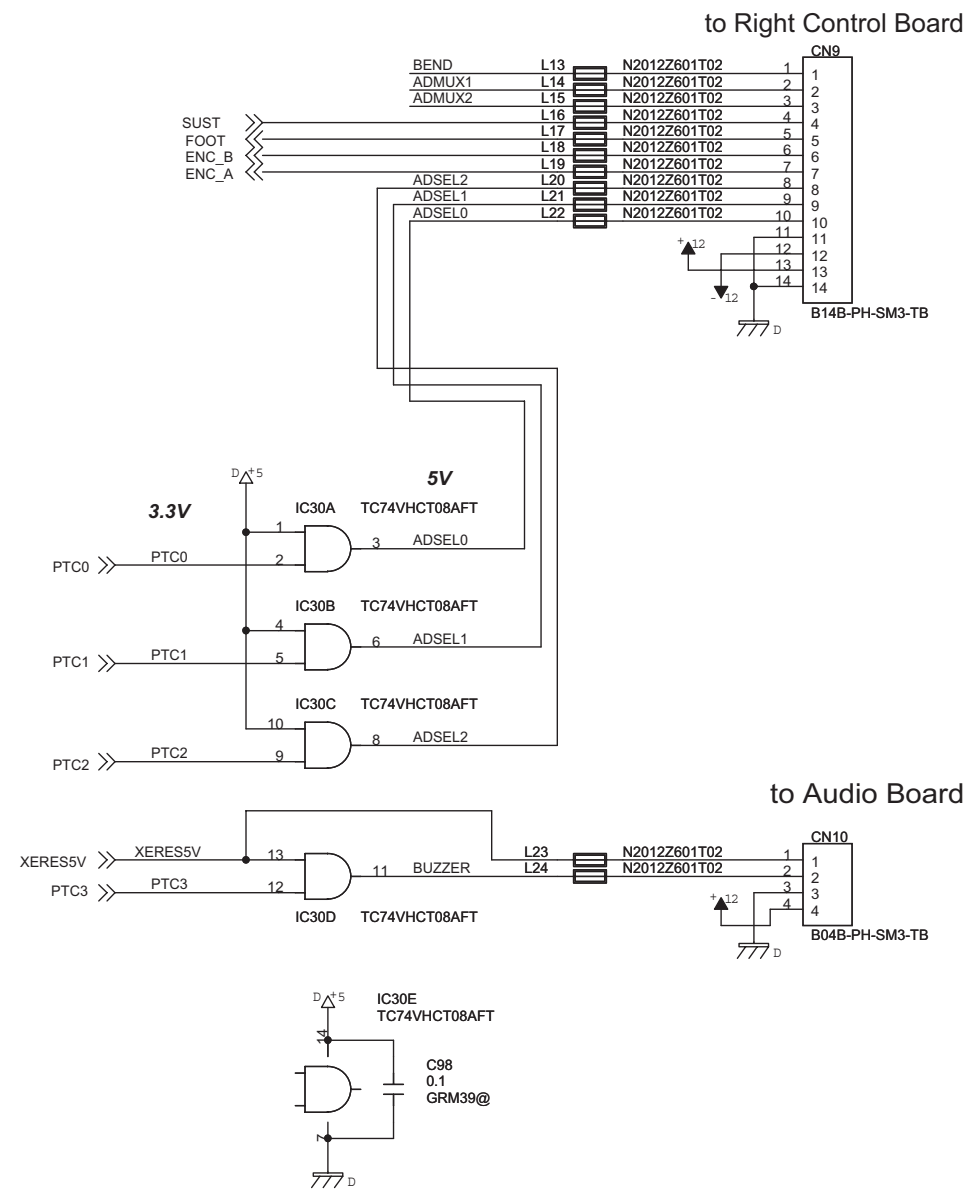 to Right Control Board
CN9
BEND L13 N2012Z601T02 1 1
ADMUX1 L14 N2012Z601T02 2 2
ADMUX2 L15 N2012Z601T02 3 3
SUST L16 N2012Z601T02 4 4
FOOT L17 N2012Z601T02 5 5
ENC_B L18 N2012Z601T02 6 6
ENC_A L19 N2012Z601T02 7 7
ADSEL2 L20 N2012Z601T02 8 8
ADSEL1 L21 N2012Z601T02 9 9
ADSEL0 L22 N2012Z601T02 10 10
11 11
+12 12 12
13 13
-12 14 14
B14B-PH-SM3-TB
D
D +5 5V
3.3V IC30A TC74VHCT08AFT
1
3 ADSEL0
PTC0 PTC0 2
IC30B TC74VHCT08AFT
4
6 ADSEL1
PTC1 PTC1 5
IC30C TC74VHCT08AFT
10
8 ADSEL2
PTC2 PTC2 9
to Audio Board
CN10
XERES5V XERES5V 13 L23 N2012Z601T02 1 1
11 BUZZER L24 N2012Z601T02 2 2
PTC3 PTC3 12 3 3
+12 4 4
IC30D TC74VHCT08AFT
B04B-PH-SM3-TB
D
D +5 IC30E
TC74VHCT08AFT
14
C98
0.1
GRM39@
7
D